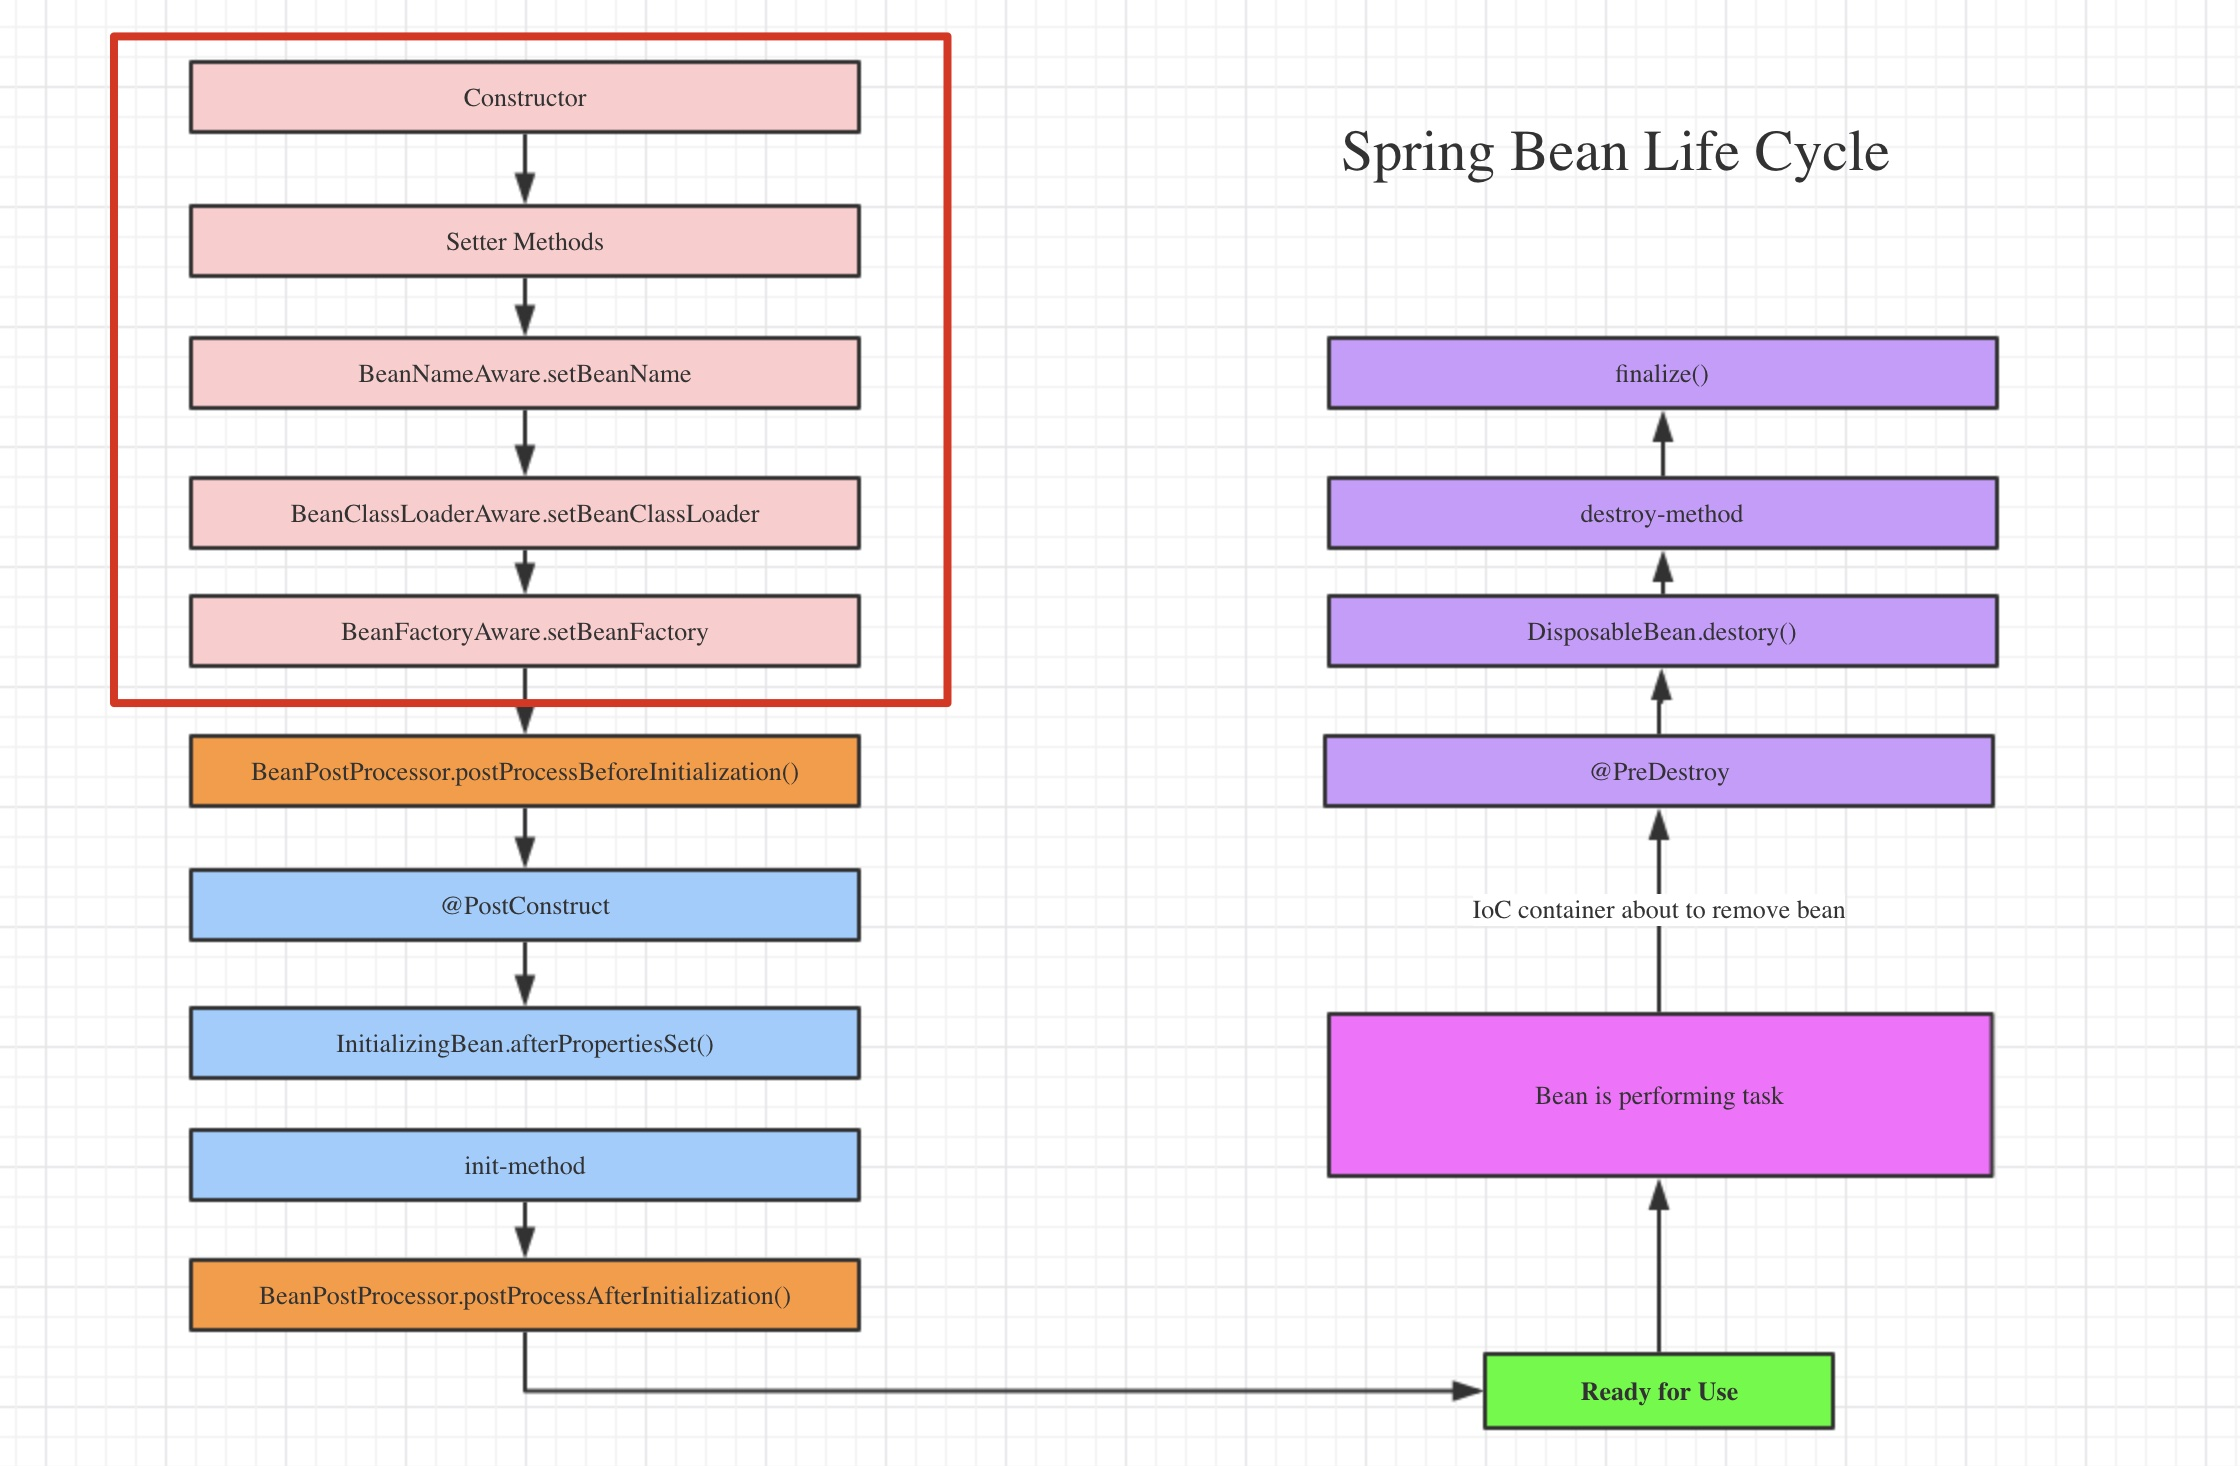 Spring Bean Life Cycle
Constructor
Setter Methods
BeanNameAware.setBeanName
BeanClassLoaderAware.setBeanClassLoader
BeanFactoryAware.setBeanFactory
BeanPostProcessor.postProcessBeforeInitialization()
@PostConstruct
InitializingBean.afterPropertiesSet()
init-method
BeanPostProcessor.postProcessAfterInitialization()
Ready for Use
Bean is performing task
IoC container about to remove bean
@PreDestroy
DisposableBean.destory()
destroy-method
finalize()